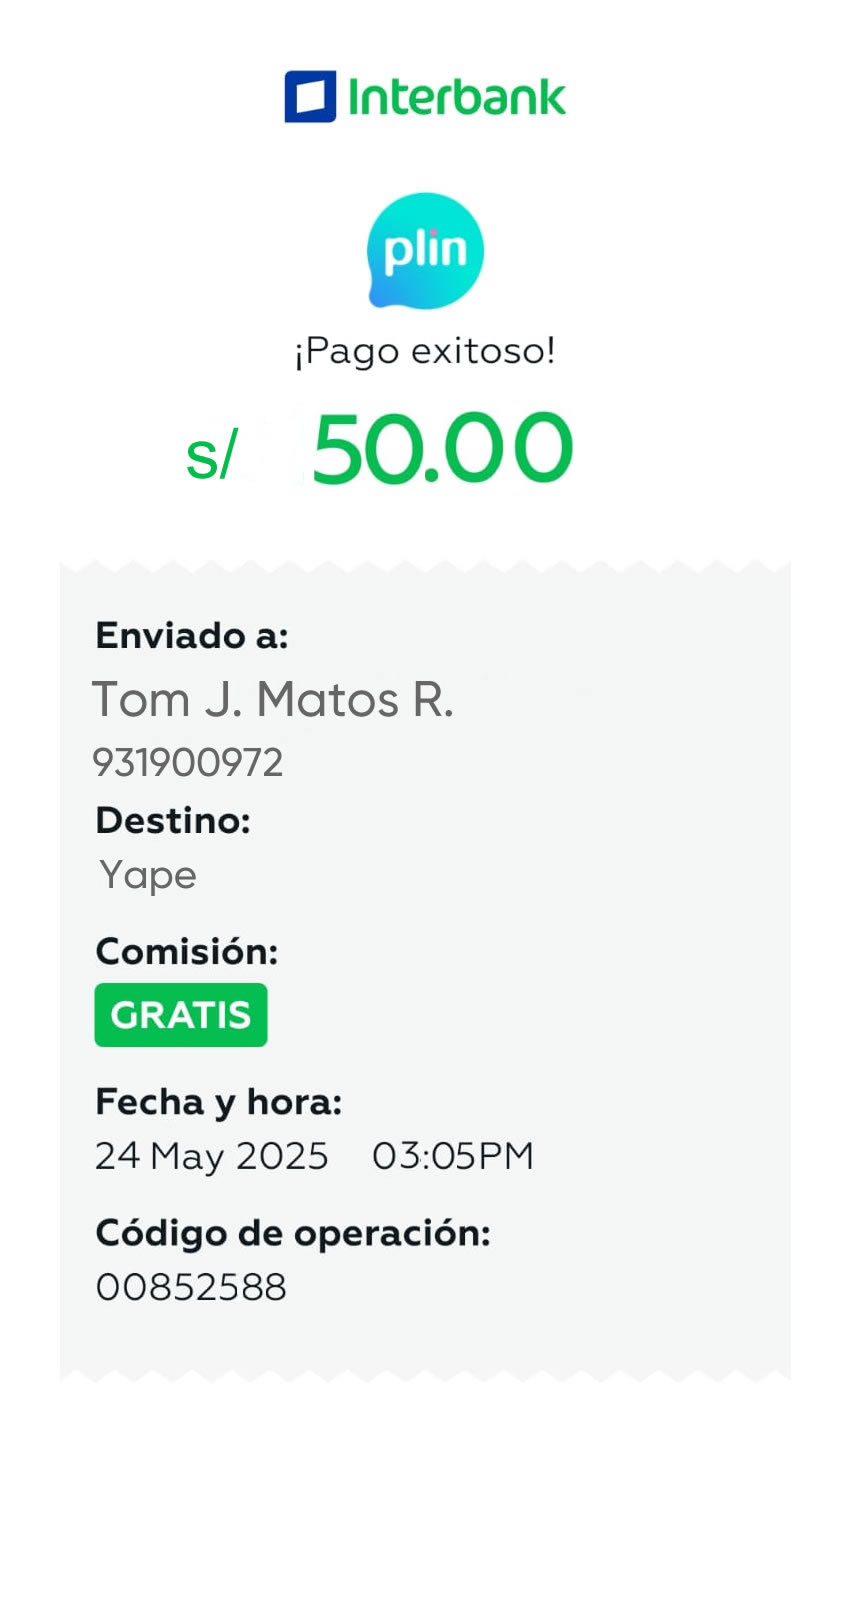 Interbank
plin
¡Pago exitoso!
s/ 50.00
Enviado a:
Tom J. Matos R.
931900972
Destino:
Yape
Comisión:
GRATIS
Fecha y hora:
24 May 2025 03:05PM
Código de operación:
00852588